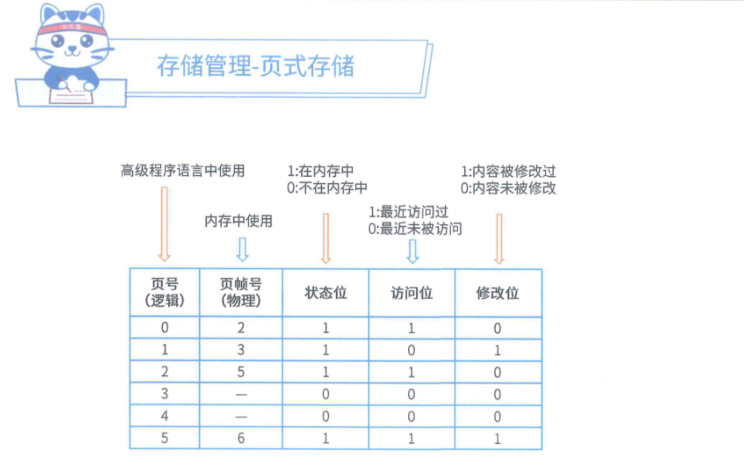 存储管理-页式存储
高级程序语言中使用
1:在内存中
0:不在内存中
1:内容被修改过
0:内容未被修改
内存中使用
1:最近访问过
0:最近未被访问
页号（逻辑） 页帧号（物理） 状态位 访问位 修改位
0 2 1 1 0
1 3 1 0 1
2 5 1 1 0
3 — 0 0 0
4 — 0 0 0
5 6 1 1 1